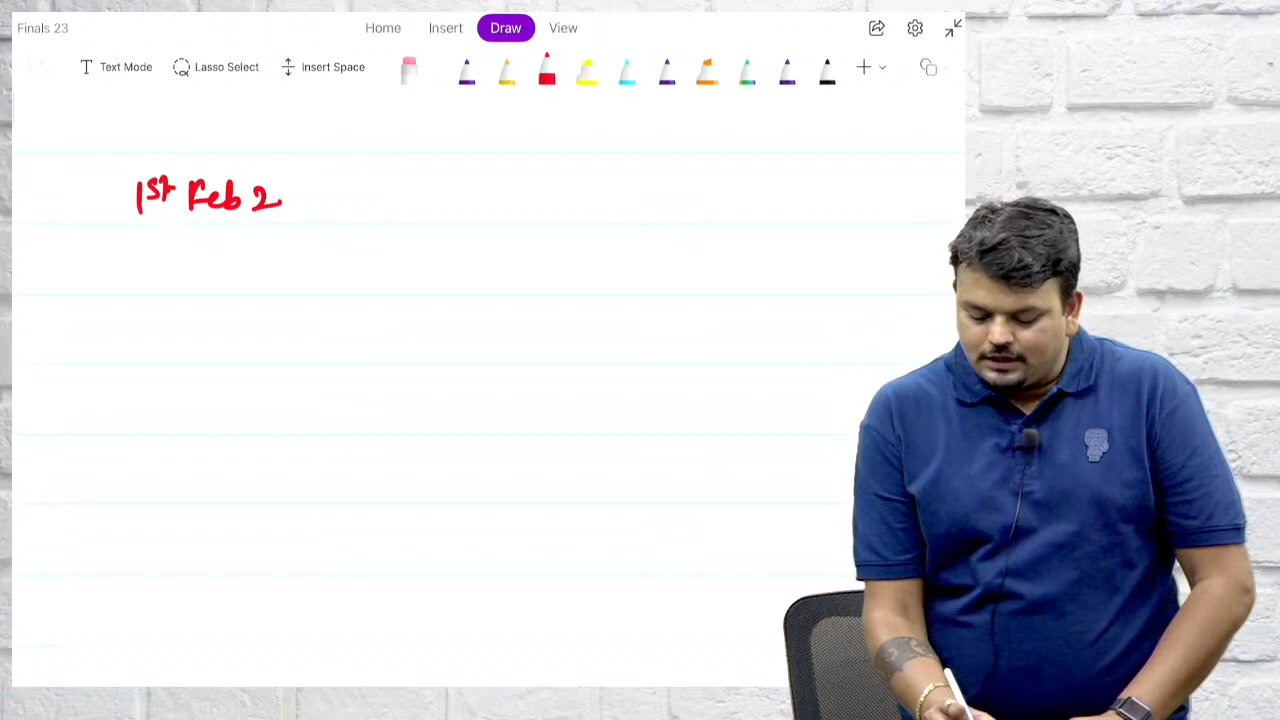 Finals 23
Home Insert Draw View
Text Mode Lasso Select Insert Space
1st Feb 2